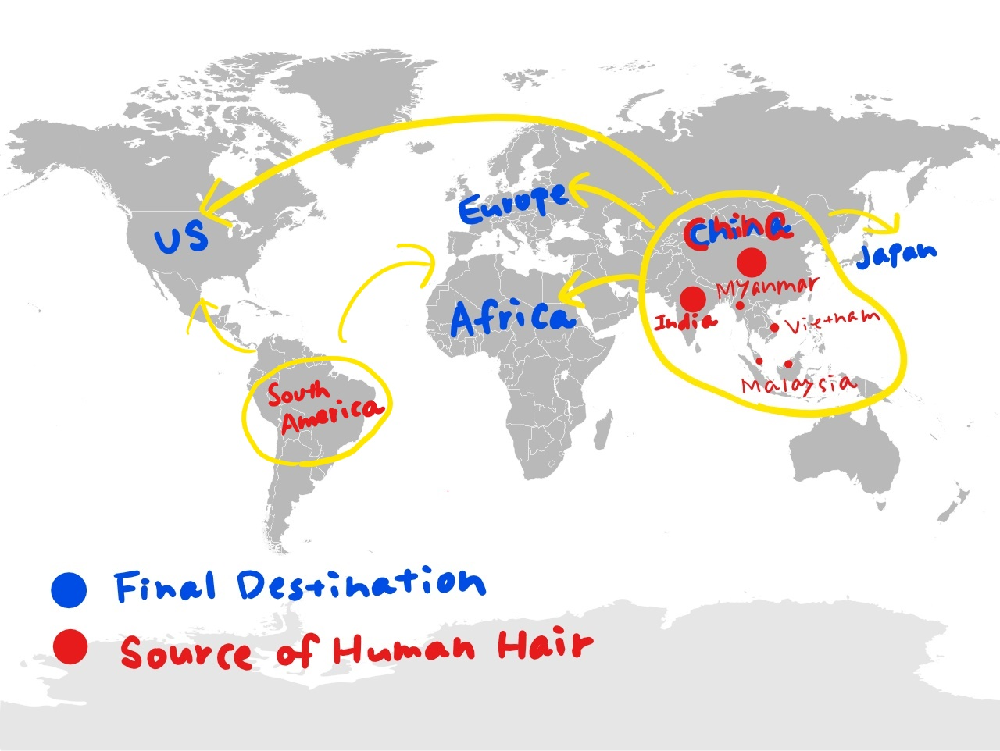 Europe
China
US
Japan
Myanmar
Africa
India
Vietnam
Malaysia
South
America
Final Destination
Source of Human Hair